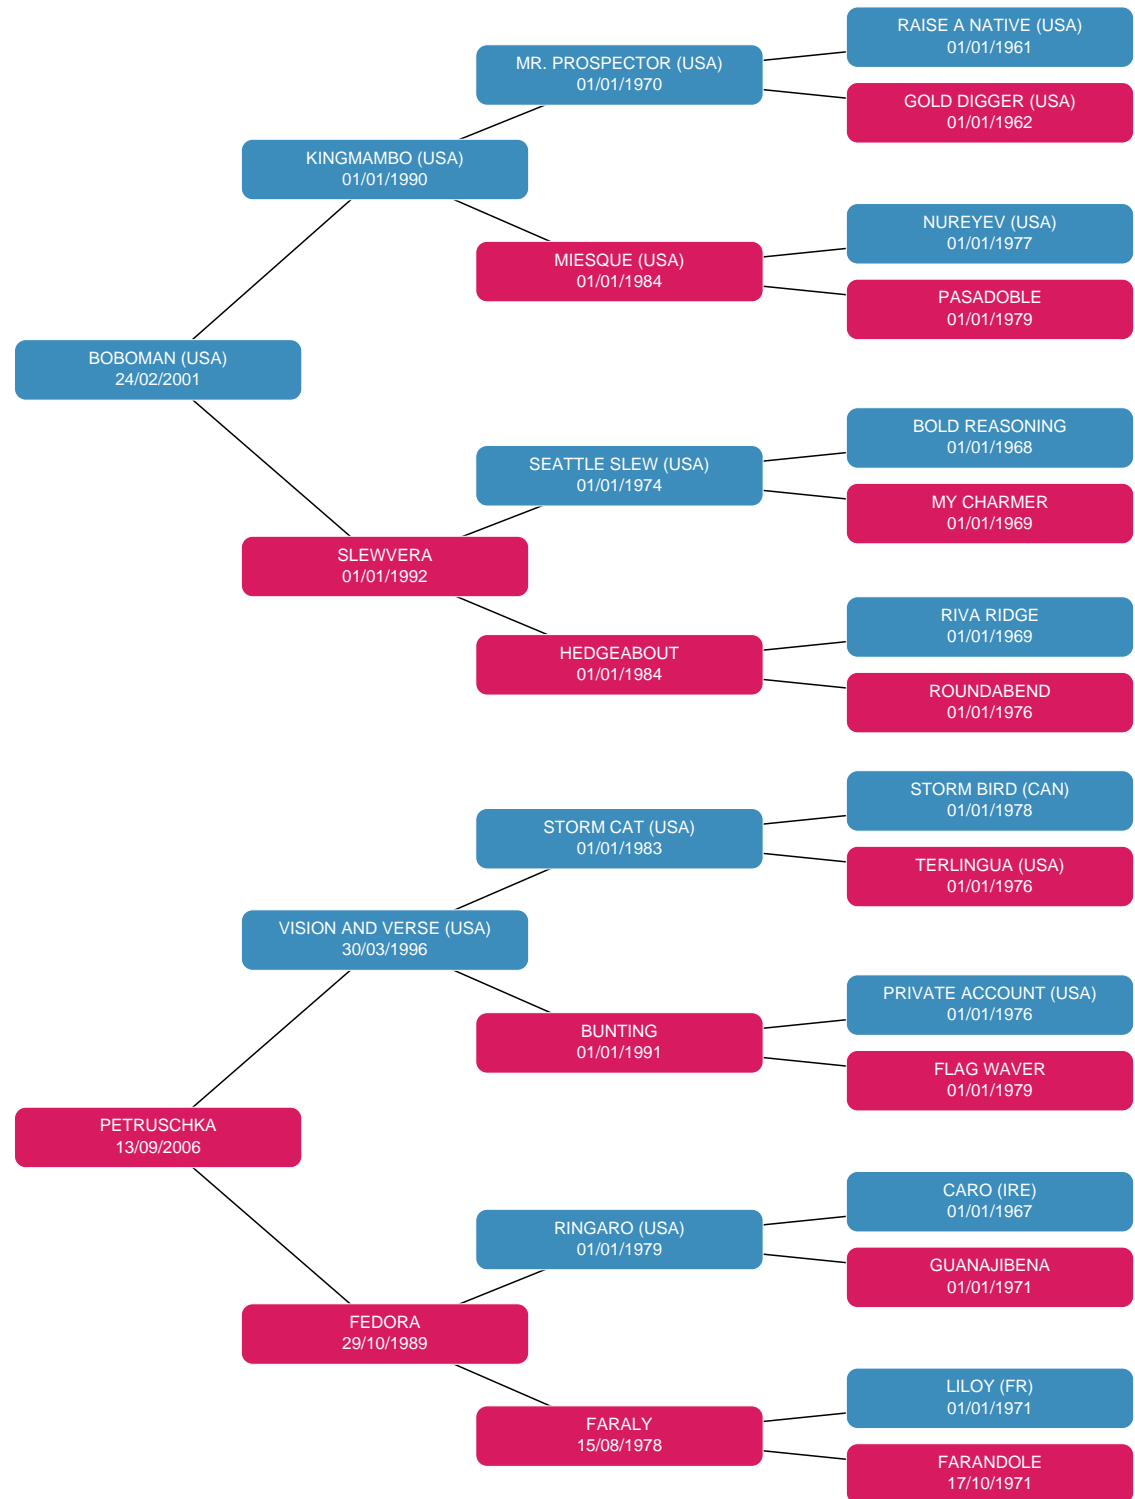 RAISE A NATIVE (USA)
01/01/1961
MR. PROSPECTOR (USA)
01/01/1970
GOLD DIGGER (USA)
01/01/1962
KINGMAMBO (USA)
01/01/1990
NUREYEV (USA)
01/01/1977
MIESQUE (USA)
01/01/1984
PASADOBLE
01/01/1979
BOBOMAN (USA)
24/02/2001
BOLD REASONING
01/01/1968
SEATTLE SLEW (USA)
01/01/1974
MY CHARMER
01/01/1969
SLEWVERA
01/01/1992
RIVA RIDGE
01/01/1969
HEDGEABOUT
01/01/1984
ROUNDABEND
01/01/1976
STORM BIRD (CAN)
01/01/1978
STORM CAT (USA)
01/01/1983
TERLINGUA (USA)
01/01/1976
VISION AND VERSE (USA)
30/03/1996
PRIVATE ACCOUNT (USA)
01/01/1976
BUNTING
01/01/1991
FLAG WAVER
01/01/1979
PETRUSCHKA
13/09/2006
CARO (IRE)
01/01/1967
RINGARO (USA)
01/01/1979
GUANAJIBENA
01/01/1971
FEDORA
29/10/1989
LILOY (FR)
01/01/1971
FARALY
15/08/1978
FARANDOLE
17/10/1971